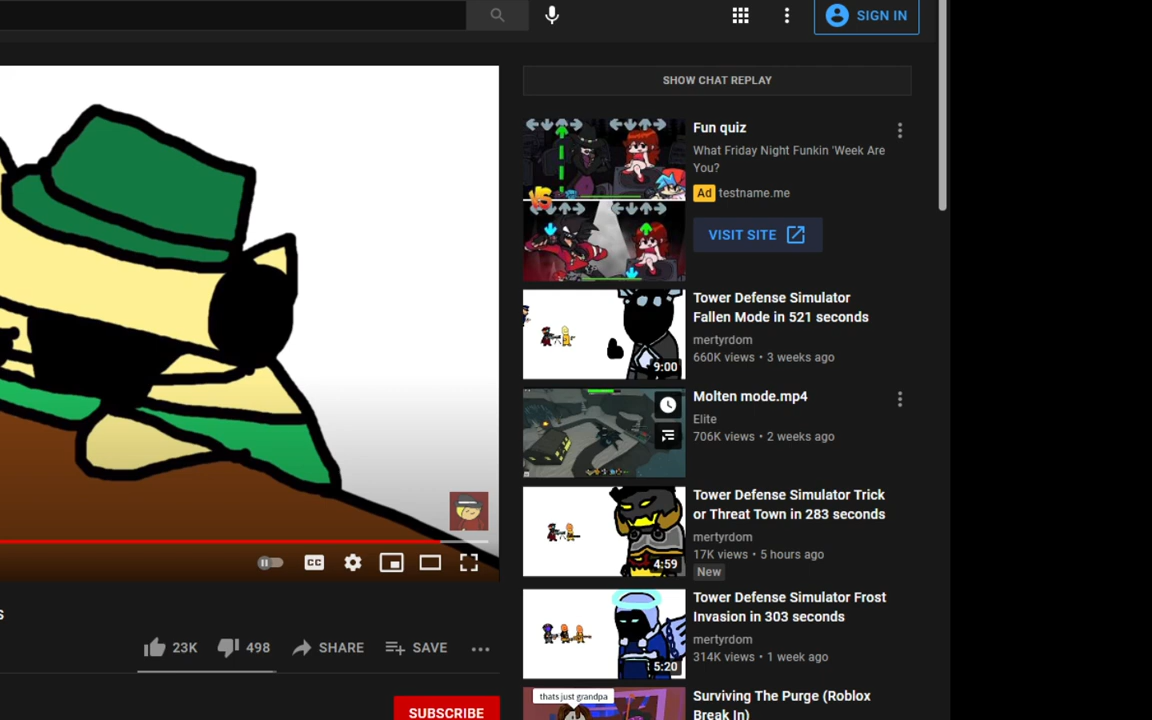 SIGN IN
SHOW CHAT REPLAY
Fun quiz
What Friday Night Funkin 'Week Are
You?
Ad testname.me
VISIT SITE
VS
Tower Defense Simulator
Fallen Mode in 521 seconds
mertyrdom
660K views • 3 weeks ago
9:00
Molten mode.mp4
Elite
706K views • 2 weeks ago
Tower Defense Simulator Trick
or Threat Town in 283 seconds
mertyrdom
17K views • 5 hours ago
4:59
New
Tower Defense Simulator Frost
Invasion in 303 seconds
mertyrdom
314K views • 1 week ago
5:20
thats just grandpa
Surviving The Purge (Roblox
Break In)
CC
s
23K
498
SHARE
SAVE
SUBSCRIBE